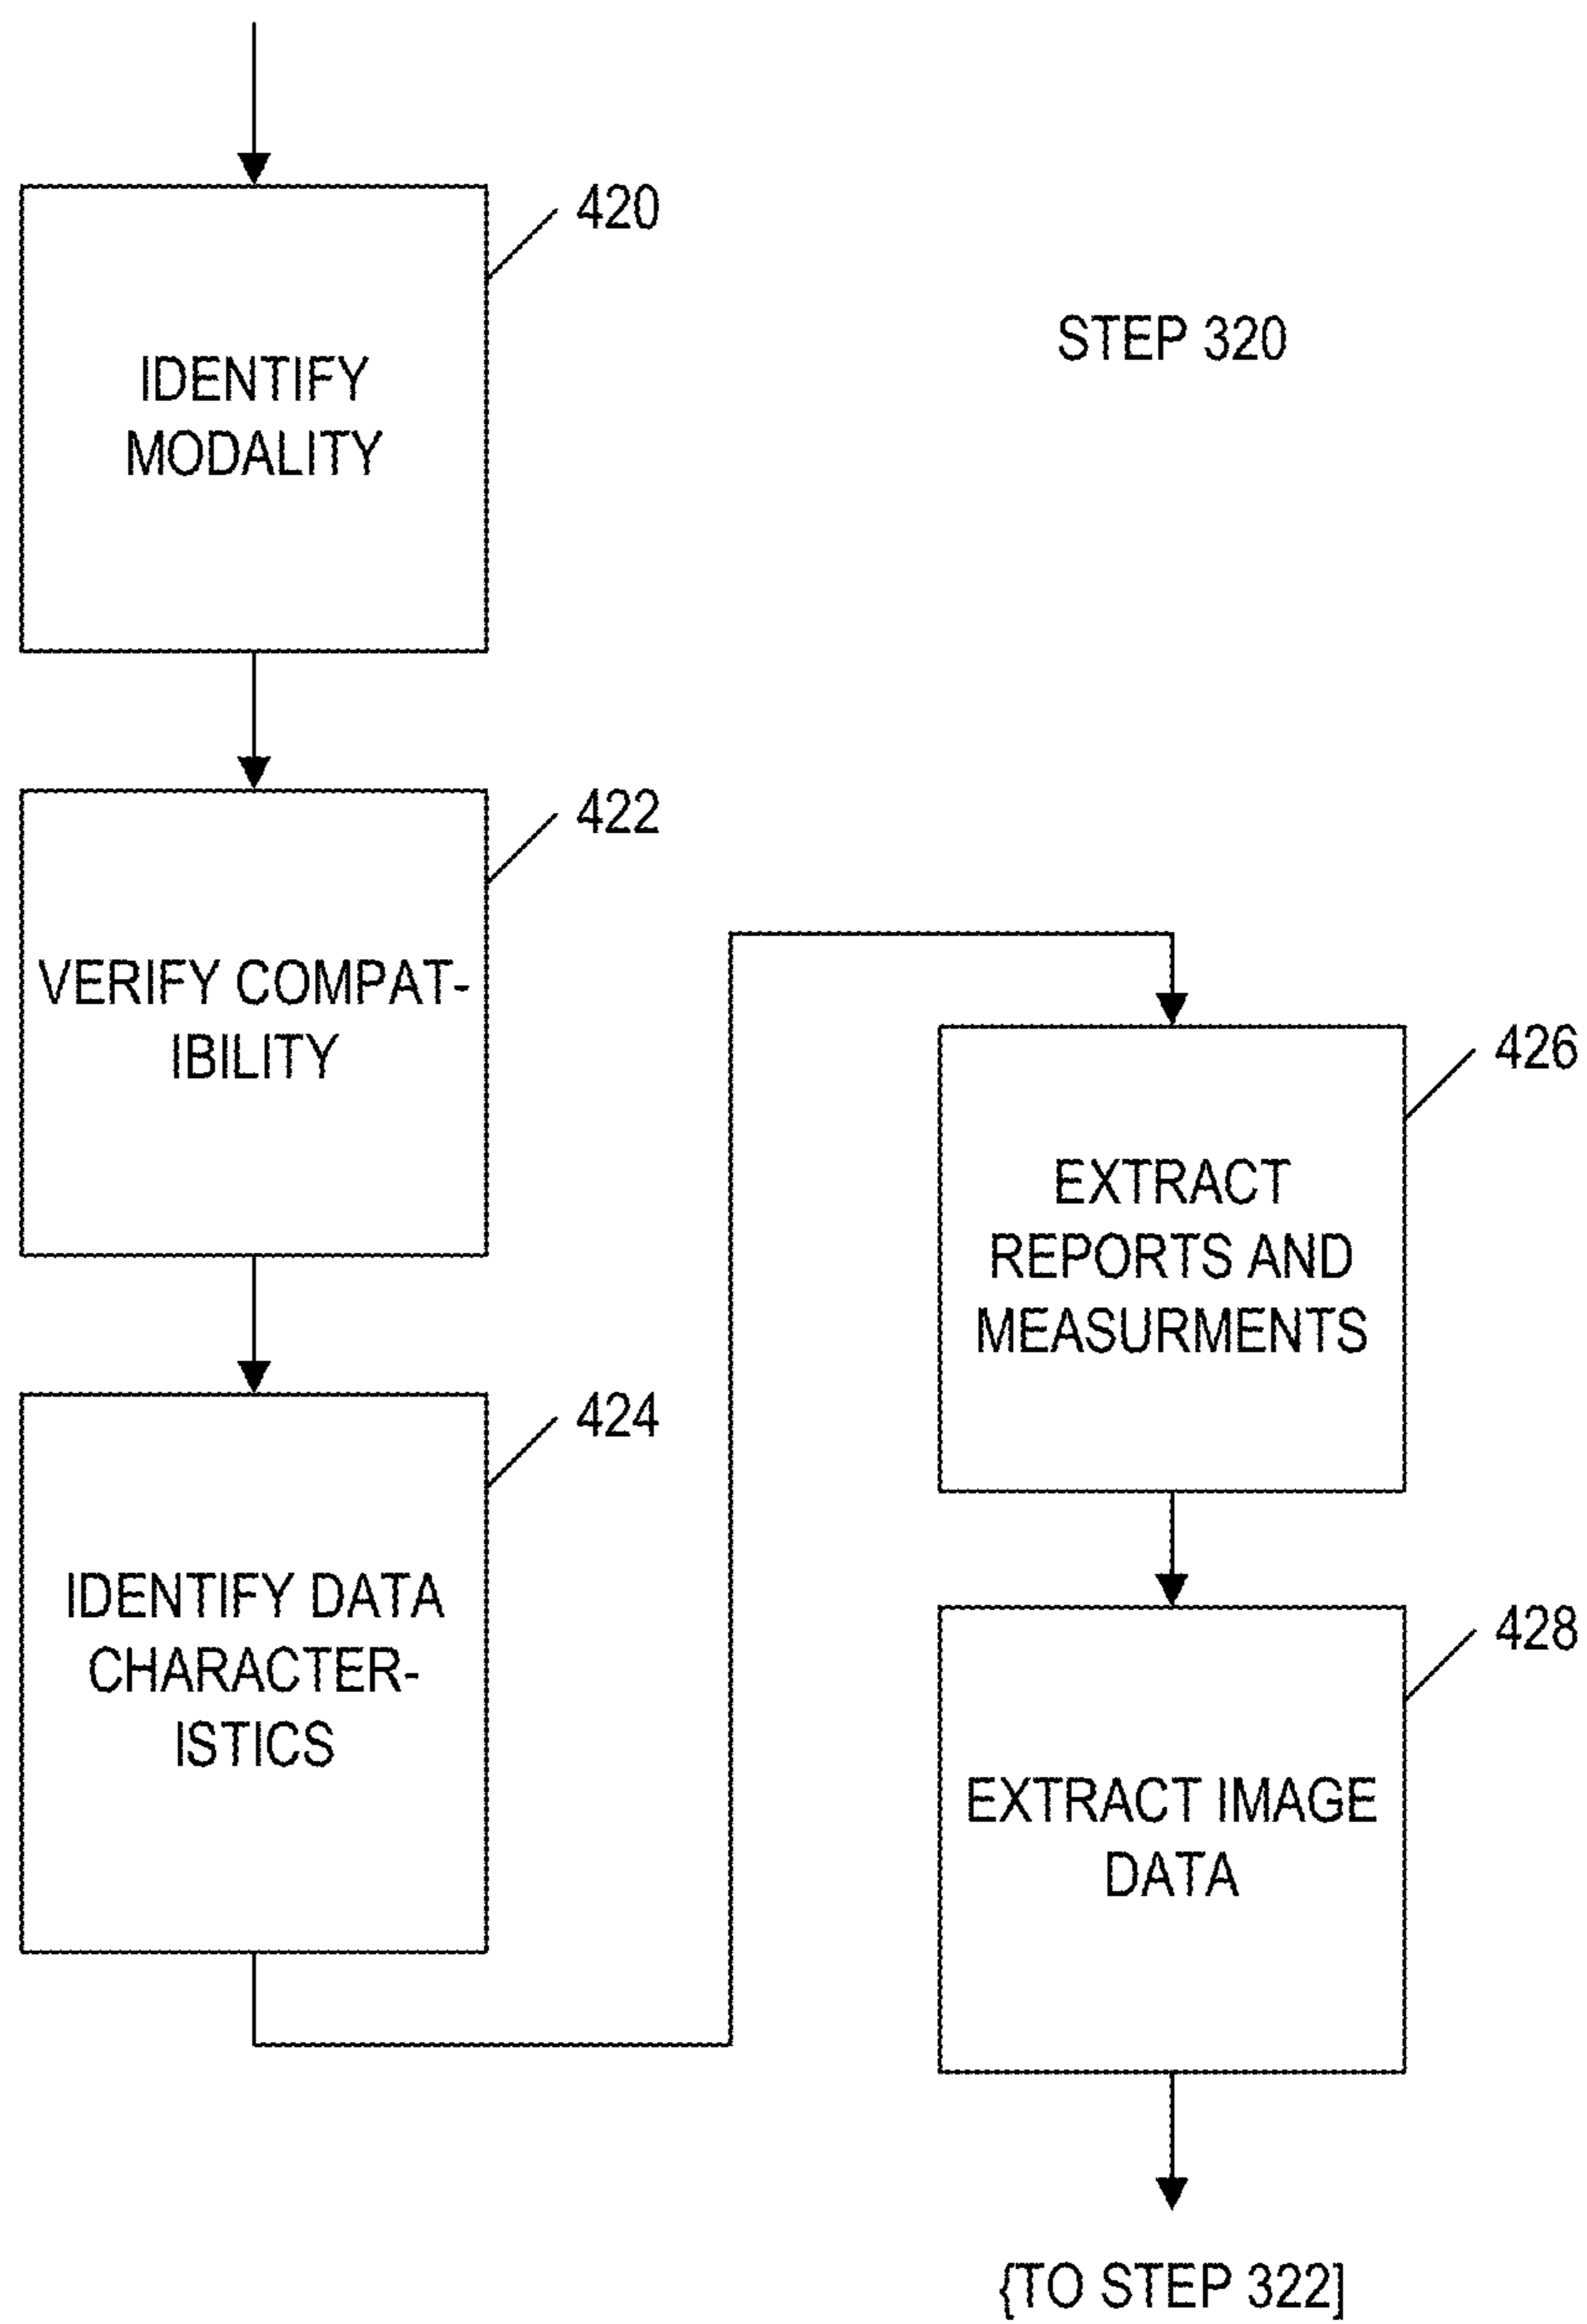 420
STEP 320
IDENTIFY
MODALITY
422
VERIFY COMPAT-
IBILITY
424
IDENTIFY DATA
CHARACTER-
ISTICS
426
EXTRACT
REPORTS AND
MEASURMENTS
428
EXTRACT IMAGE
DATA
{TO STEP 322]